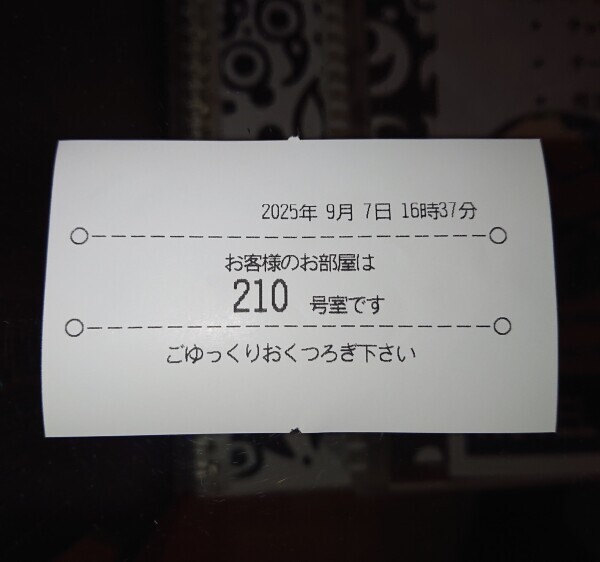 2025年 9月 7日 16時37分
お客様のお部屋は
210 号室です
ごゆっくりおくつろぎ下さい